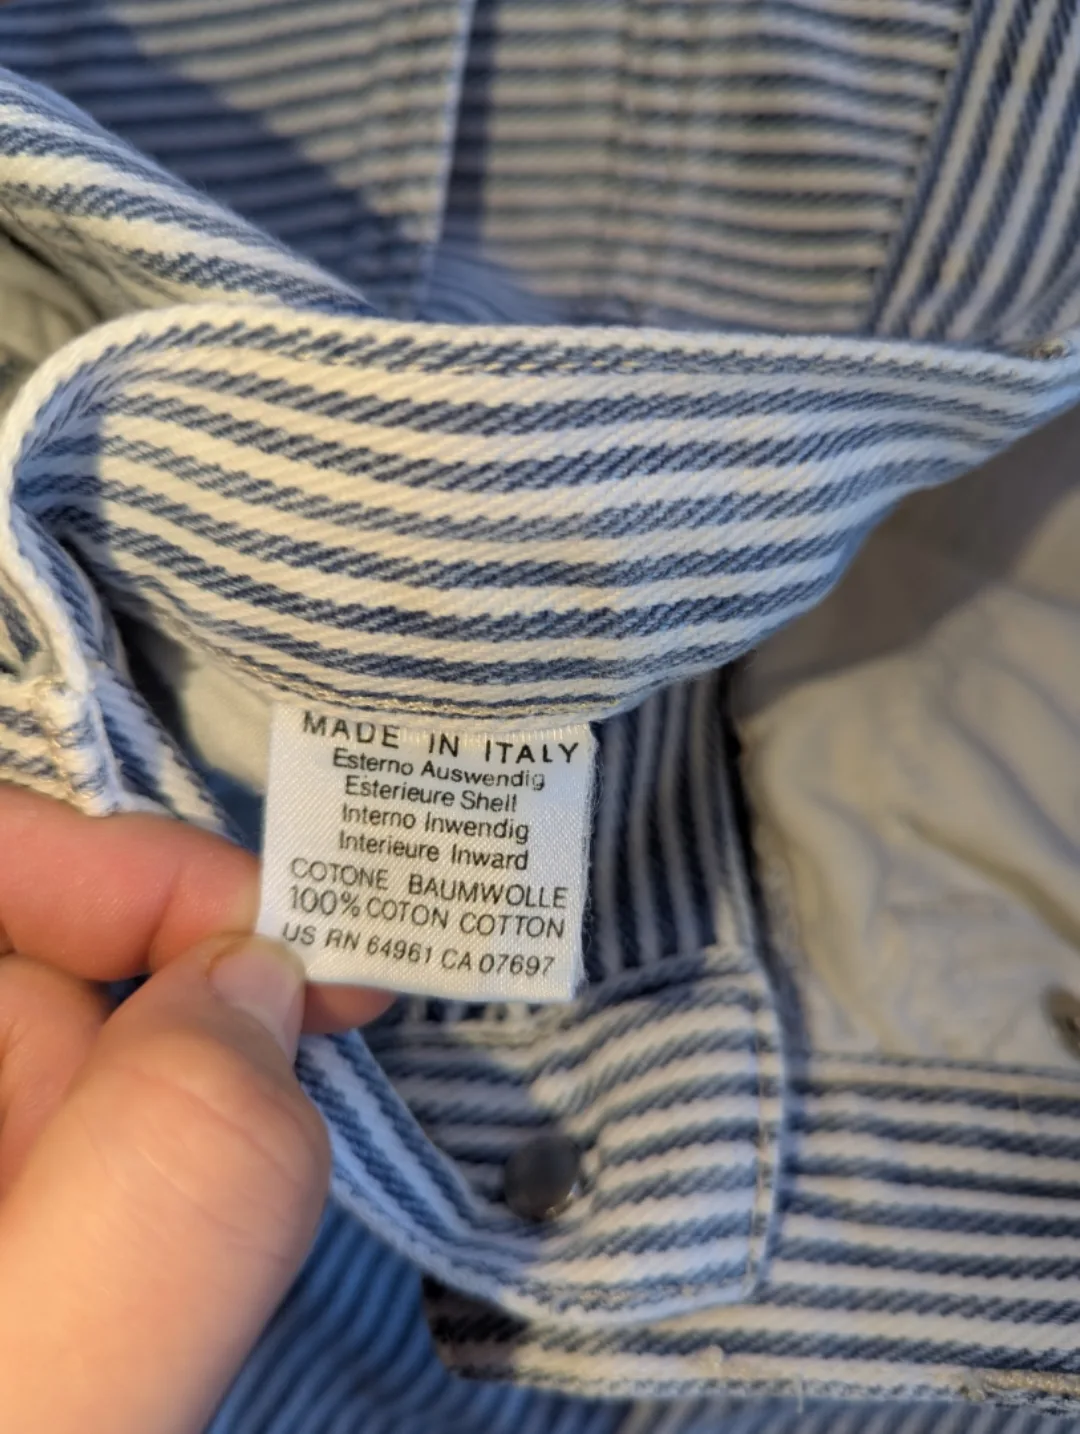 MADE IN ITALY
Esterno Auswendig
Esterieure Shell
Interno Inwendig
Interieure Inward
COTONE BAUMWOLLE
100% COTON COTTON
US RN 64961 CA 07697